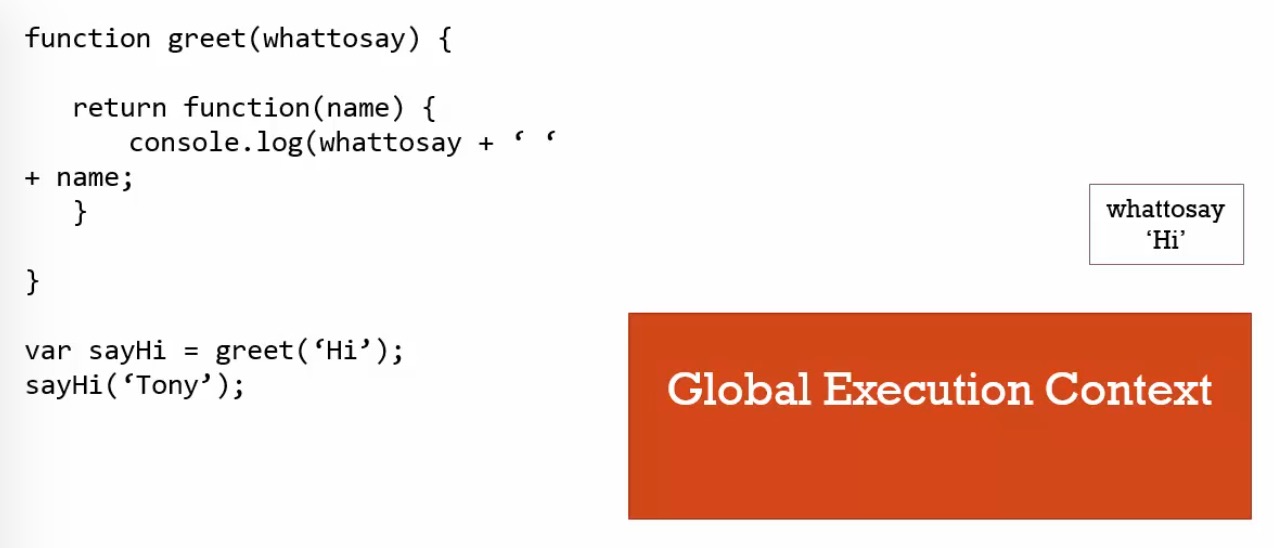 function greet(whattosay) {
return function(name) {
console.log(whattosay + ‘ ‘
+ name;
}
}
var sayHi = greet(‘Hi’);
sayHi(‘Tony’);
whattosay
‘Hi’
Global Execution Context